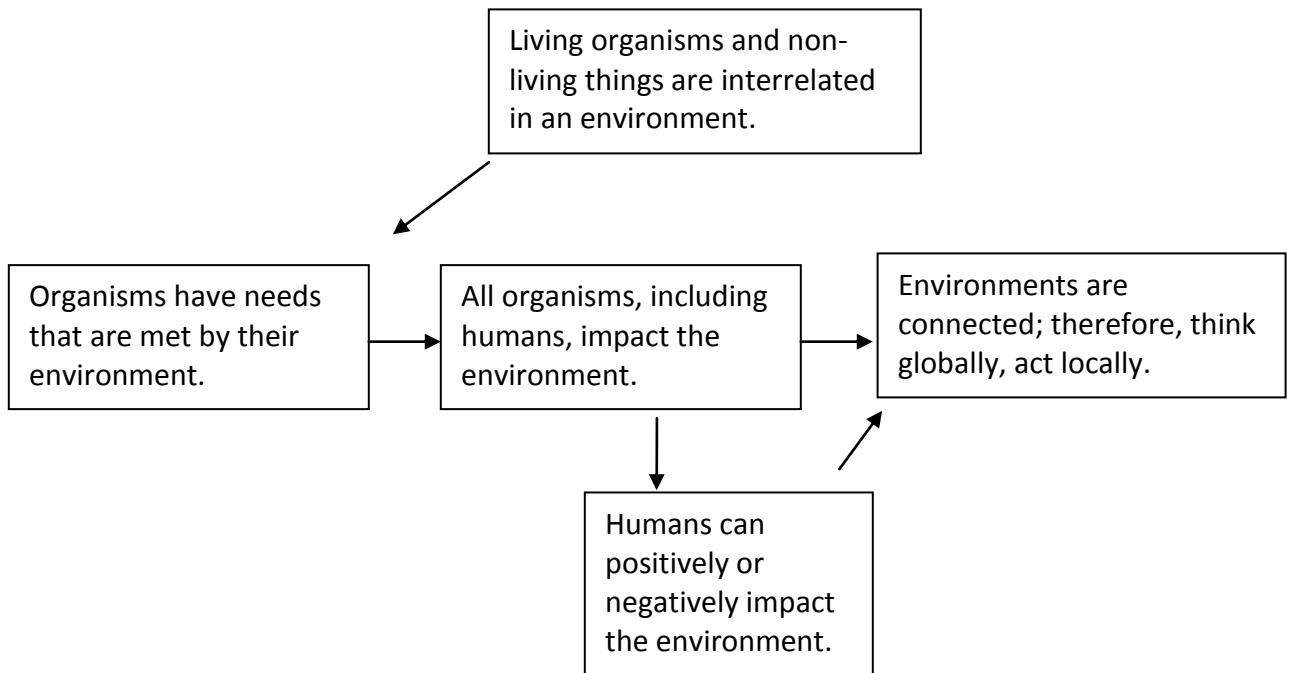 Living organisms and non-
living things are interrelated
in an environment.
Organisms have needs
that are met by their
environment.
All organisms, including
humans, impact the
environment.
Environments are
connected; therefore, think
globally, act locally.
Humans can
positively or
negatively impact
the environment.